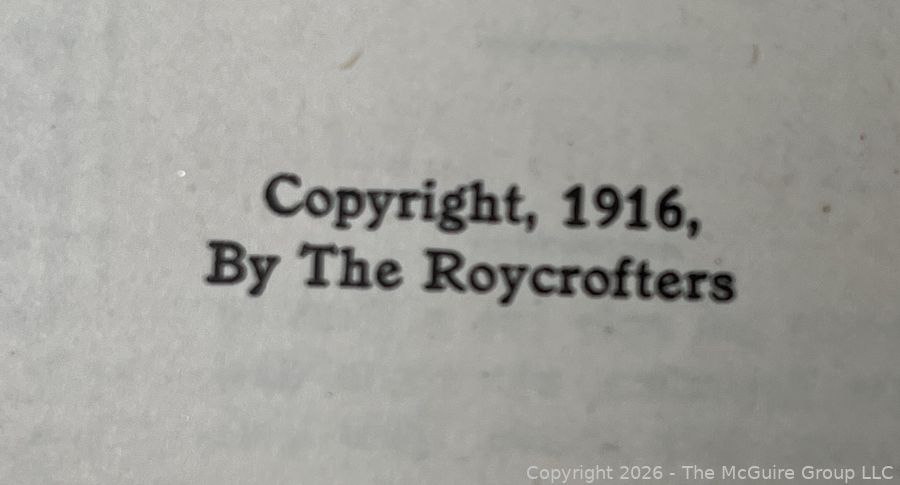 Copyright, 1916,
By The Roycrofters
Copyright 2026 - The McGuire Group LLC